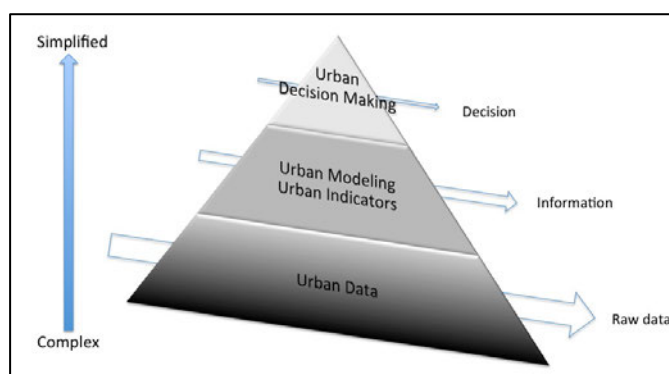 Simplified
Urban
Decision Making
Decision
Urban Modeling
Urban Indicators
Information
Urban Data
Raw data
Complex